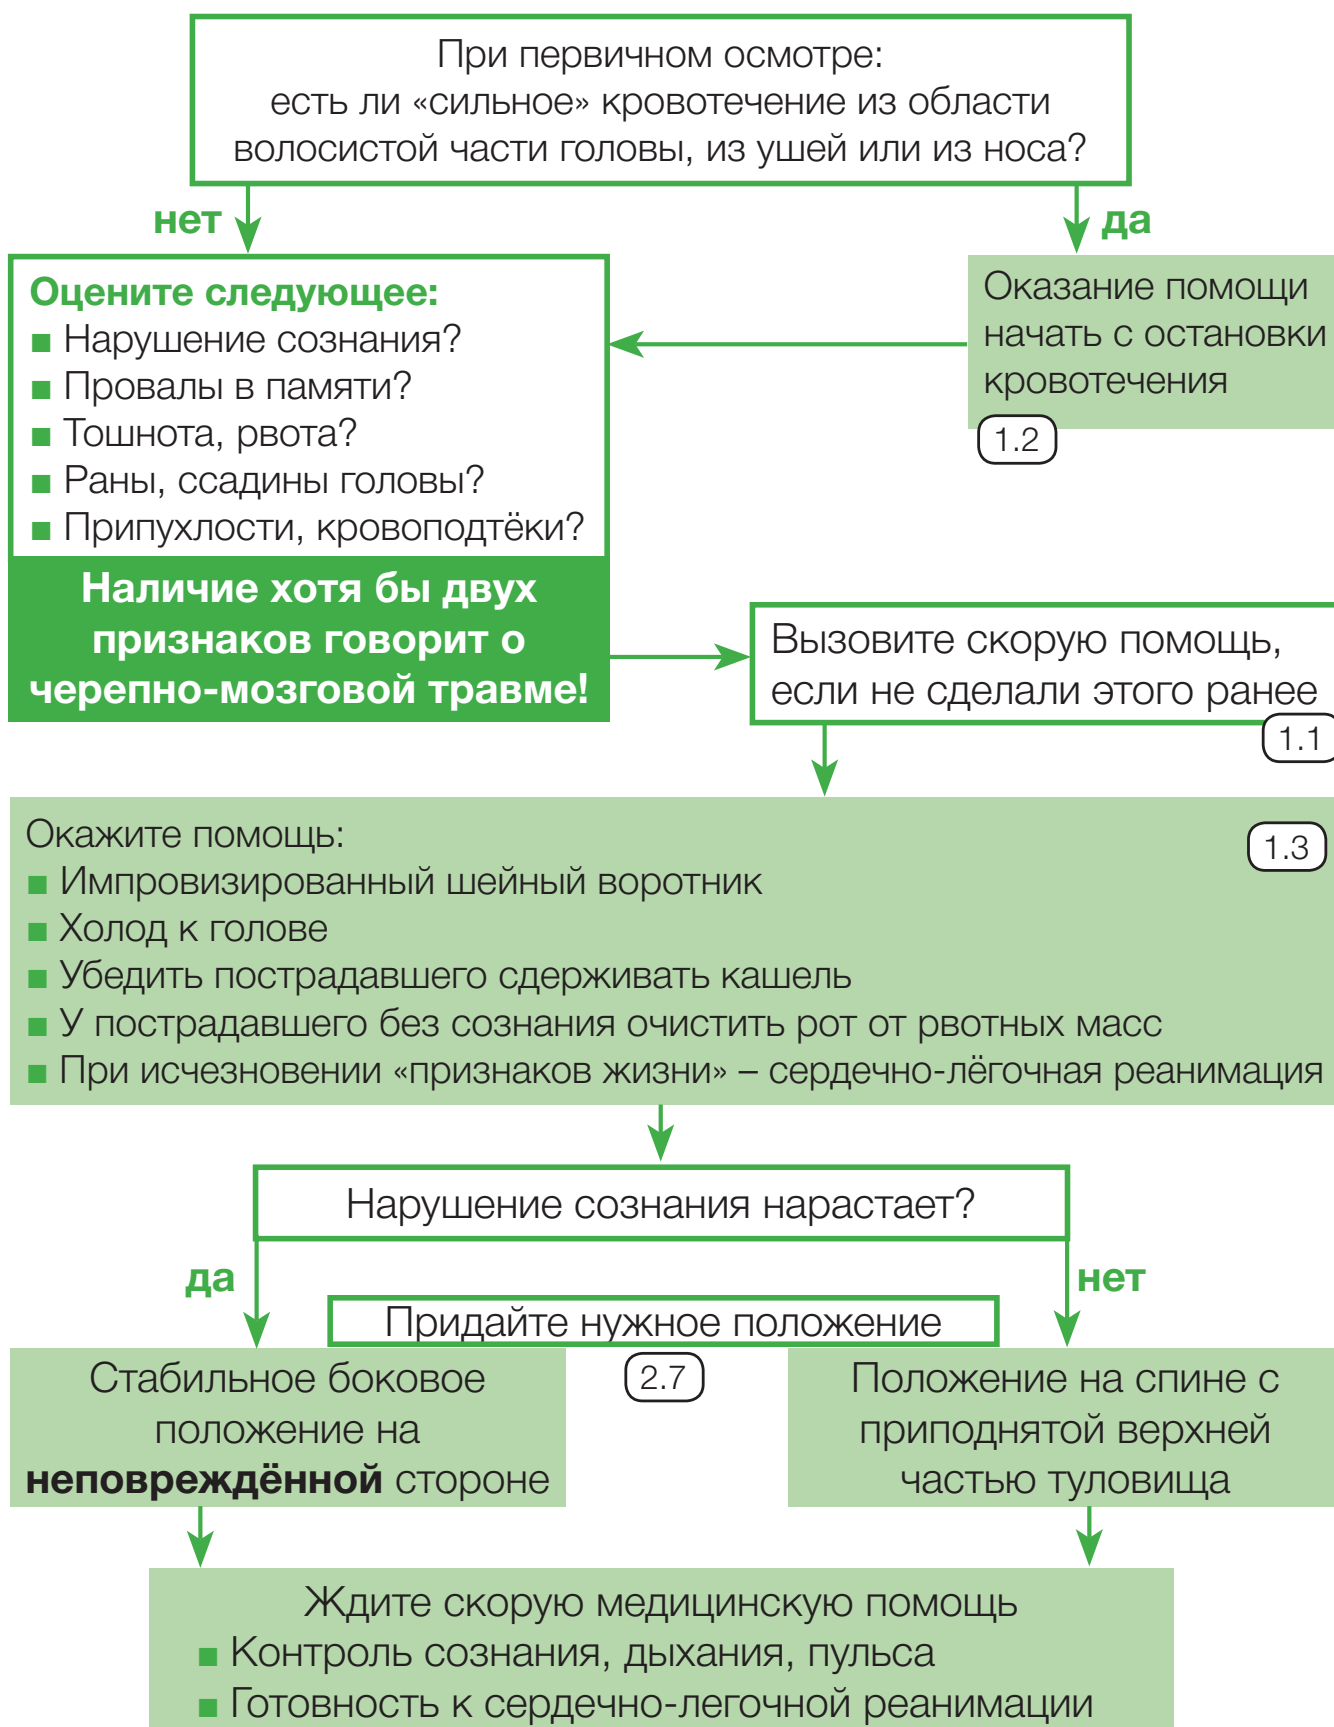 При первичном осмотре:
есть ли «сильное» кровотечение из области
волосистой части головы, из ушей или из носа?
нет
да
Оцените следующее:
■ Нарушение сознания?
■ Провалы в памяти?
■ Тошнота, рвота?
■ Раны, ссадины головы?
■ Припухлости, кровоподтёки?
Наличие хотя бы двух
признаков говорит о
черепно-мозговой травме!
Оказание помощи
начать с остановки
кровотечения
1.2
Вызовите скорую помощь,
если не сделали этого ранее
1.1
Окажите помощь:
1.3
■ Импровизированный шейный воротник
■ Холод к голове
■ Убедить пострадавшего сдерживать кашель
■ У пострадавшего без сознания очистить рот от рвотных масс
■ При исчезновении «признаков жизни» – сердечно-лёгочная реанимация
Нарушение сознания нарастает?
да
нет
Придайте нужное положение
2.7
Стабильное боковое
положение на
неповреждённой стороне
Положение на спине с
приподнятой верхней
частью туловища
Ждите скорую медицинскую помощь
■ Контроль сознания, дыхания, пульса
■ Готовность к сердечно-легочной реанимации